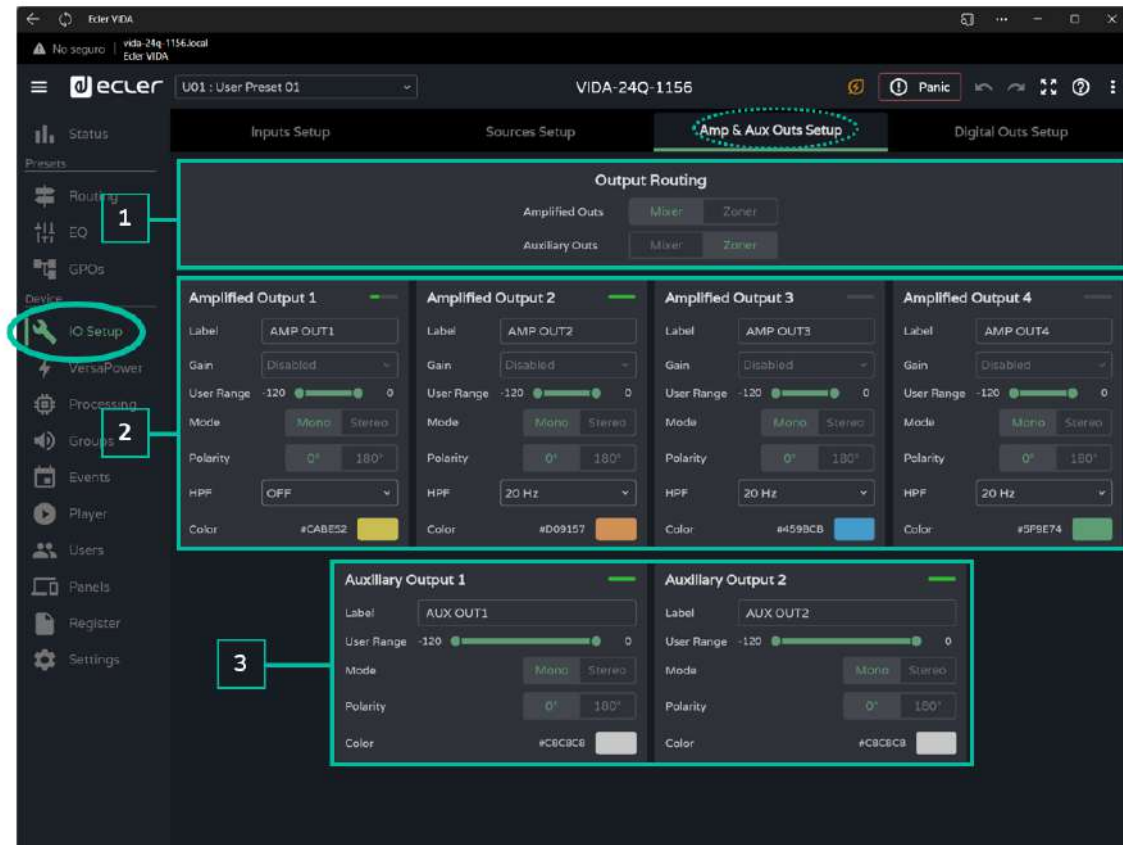 Ecler VIDA
No seguro | vida-24q-1156.local
Ecler VIDA
ecler
U01 : User Preset 01
VIDA-24Q-1156
Panic
Inputs Setup
Sources Setup
Amp & Aux Outs Setup
Digital Outs Setup
Status
Presets
Routing
EQ
GPOs
Device
IO Setup
VersaPower
Processing
Groups
Events
Player
Users
Panels
Register
Settings
1
Output Routing
Amplified Outs Mixer Zoner
Auxiliary Outs Mixer Zoner
2
Amplified Output 1
Label AMP OUT1
Gain Disabled
User Range -120 0
Mode Mono Stereo
Polarity 0° 180°
HPF OFF
Color #CABE52
Amplified Output 2
Label AMP OUT2
Gain Disabled
User Range -120 0
Mode Mono Stereo
Polarity 0° 180°
HPF 20 Hz
Color #D09157
Amplified Output 3
Label AMP OUT3
Gain Disabled
User Range -120 0
Mode Mono Stereo
Polarity 0° 180°
HPF 20 Hz
Color #459BCB
Amplified Output 4
Label AMP OUT4
Gain Disabled
User Range -120 0
Mode Mono Stereo
Polarity 0° 180°
HPF 20 Hz
Color #5F9E74
3
Auxiliary Output 1
Label AUX OUT1
User Range -120 0
Mode Mono Stereo
Polarity 0° 180°
Color #C8C8C8
Auxiliary Output 2
Label AUX OUT2
User Range -120 0
Mode Mono Stereo
Polarity 0° 180°
Color #C8C8C8